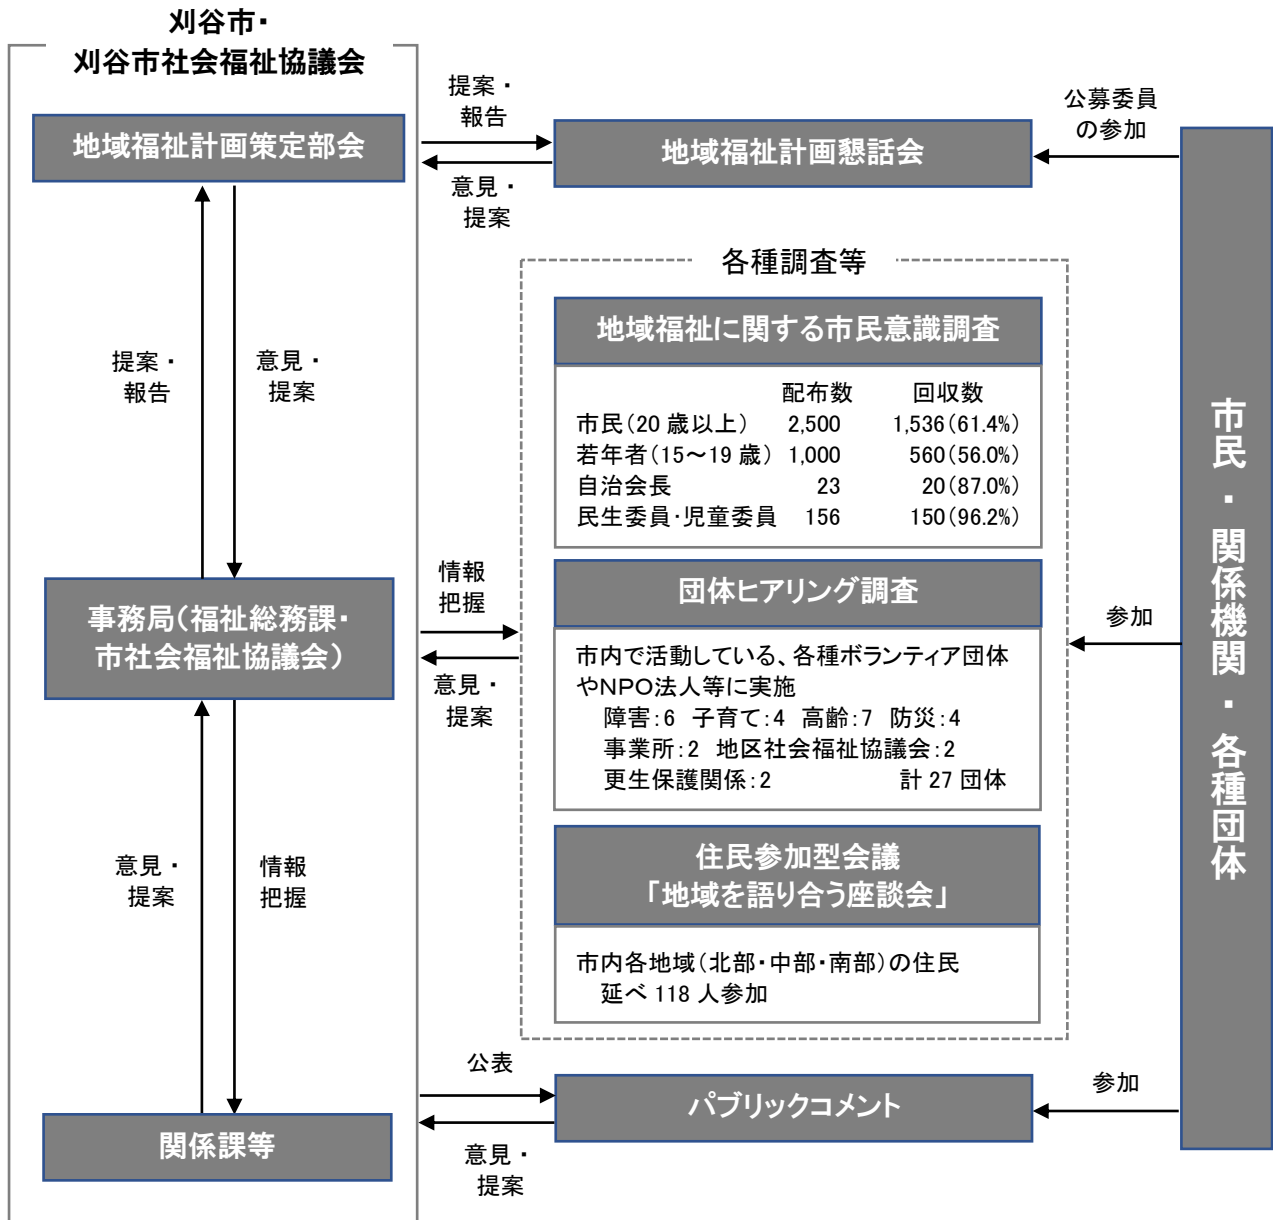 刈谷市・
刈谷市社会福祉協議会
地域福祉計画策定部会
提案・
報告
意見・
提案
事務局（福祉総務課・
市社会福祉協議会）
意見・
提案
情報
把握
関係課等
提案・
報告
意見・
提案
地域福祉計画懇話会
公募委員
の参加
各種調査等
地域福祉に関する市民意識調査
配布数 回収数
市民（20 歳以上） 2,500 1,536（61.4%）
若年者（15～19 歳） 1,000 560（56.0%）
自治会長 23 20（87.0%）
民生委員・児童委員 156 150（96.2%）
情報
把握
意見・
提案
団体ヒアリング調査
市内で活動している、各種ボランティア団体
やNPO法人等に実施
障害：6 子育て：4 高齢：7 防災：4
事業所：2 地区社会福祉協議会：2
更生保護関係：2 計 27 団体
参加
住民参加型会議
「地域を語り合う座談会」
市内各地域（北部・中部・南部）の住民
延べ 118 人参加
公表
意見・
提案
パブリックコメント
参加
市民・関係機関・各種団体